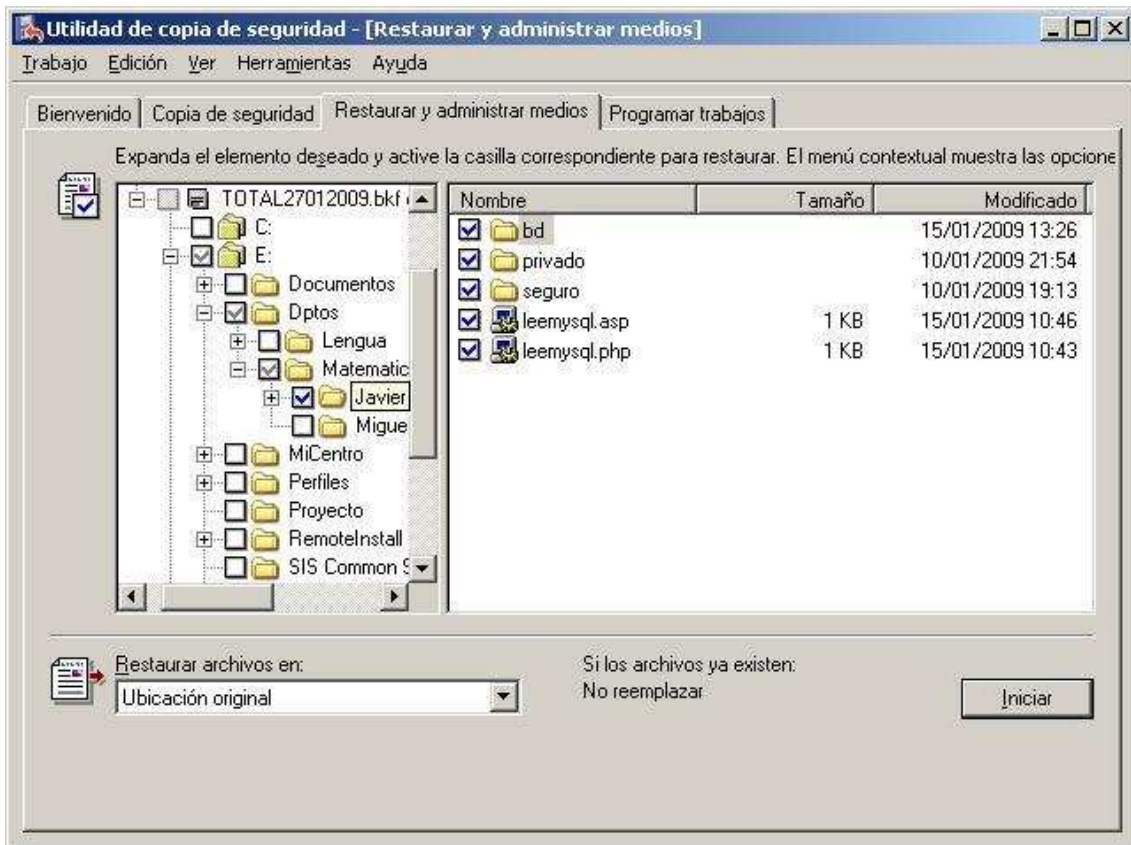 Utilidad de copia de seguridad - [Restaurar y administrar medios]
Trabajo Edición Ver Herramientas Ayuda
Bienvenido Copia de seguridad Restaurar y administrar medios Programar trabajos
Expanda el elemento deseado y active la casilla correspondiente para restaurar. El menú contextual muestra las opcione
TOTAL27012009.bkf
C:
E:
Documentos
Dptos
Lengua
Matematic
Javier
Migue
MiCentro
Perfiles
Proyecto
RemoteInstall
SIS Common S
Nombre Tamaño Modificado
bd 15/01/2009 13:26
privado 10/01/2009 21:54
seguro 10/01/2009 19:13
leemysql.asp 1 KB 15/01/2009 10:46
leemysql.php 1 KB 15/01/2009 10:43
Restaurar archivos en:
Ubicación original
Si los archivos ya existen:
No reemplazar
Iniciar